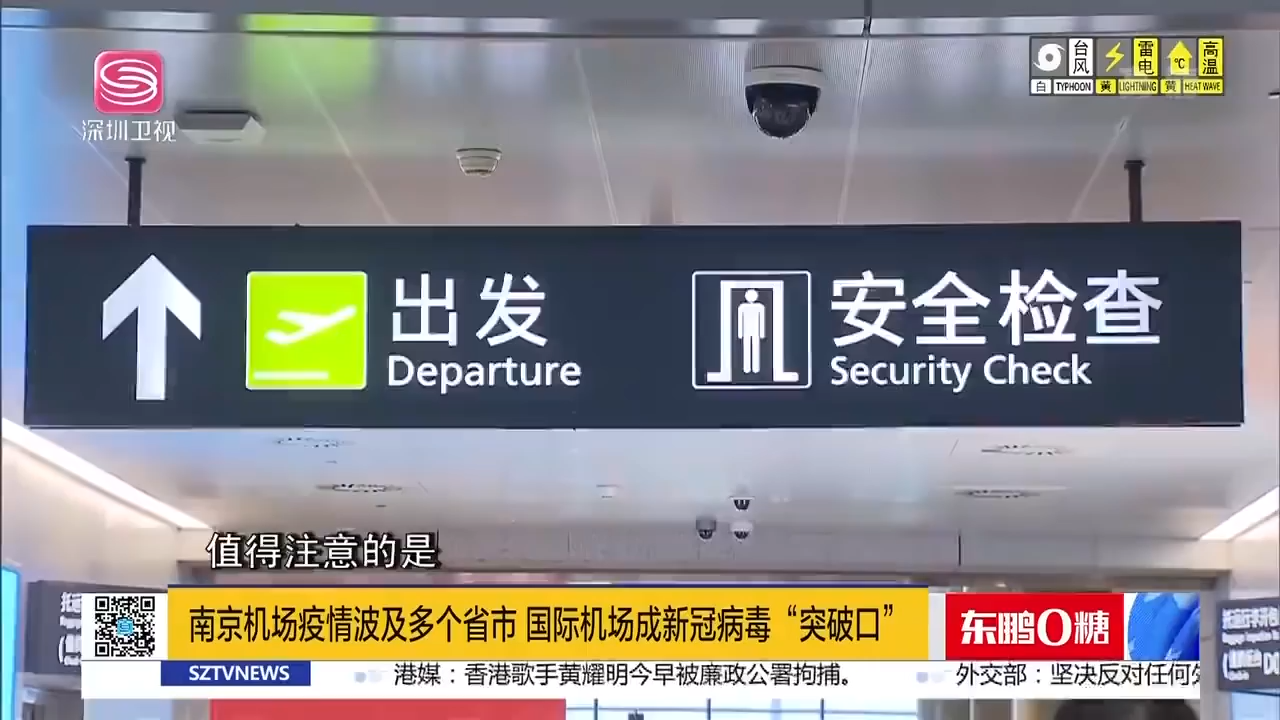 深圳卫视
台风
雷电
高温
白 TYPHOON
黄 LIGHTNING
黄 HEAT WAVE
℃
出发
Departure
安全检查
Security Check
值得注意的是
南京机场疫情波及多个省市 国际机场成新冠病毒“突破口”
东鹏0糖
SZTVNEWS
港媒：香港歌手黄耀明今早被廉政公署拘捕。
外交部：坚决反对任何